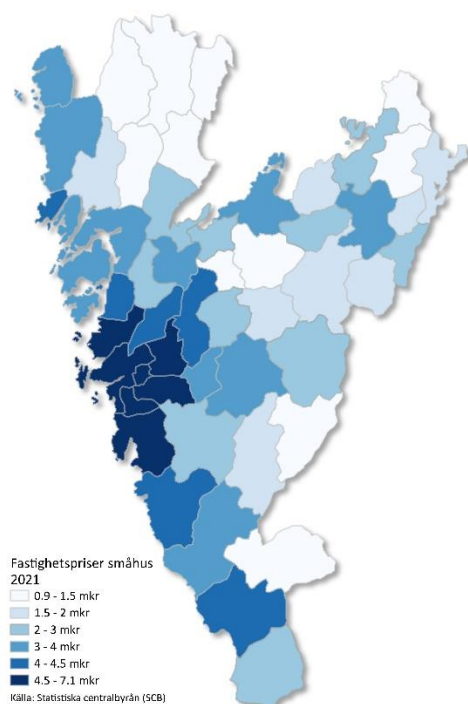 Fastighetspriser småhus
2021
0.9 - 1.5 mkr
1.5 - 2 mkr
2 - 3 mkr
3 - 4 mkr
4 - 4.5 mkr
4.5 - 7.1 mkr
Källa: Statistiska centralbyrån (SCB)